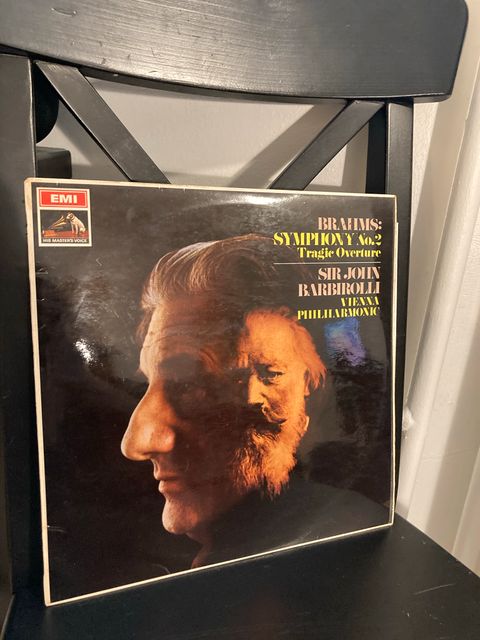 EMI
HIS MASTER'S VOICE
BRAHMS:
SYMPHONY No.2
Tragic Overture
SIR JOHN
BARBIROLLI
VIENNA
PHILHARMONIC